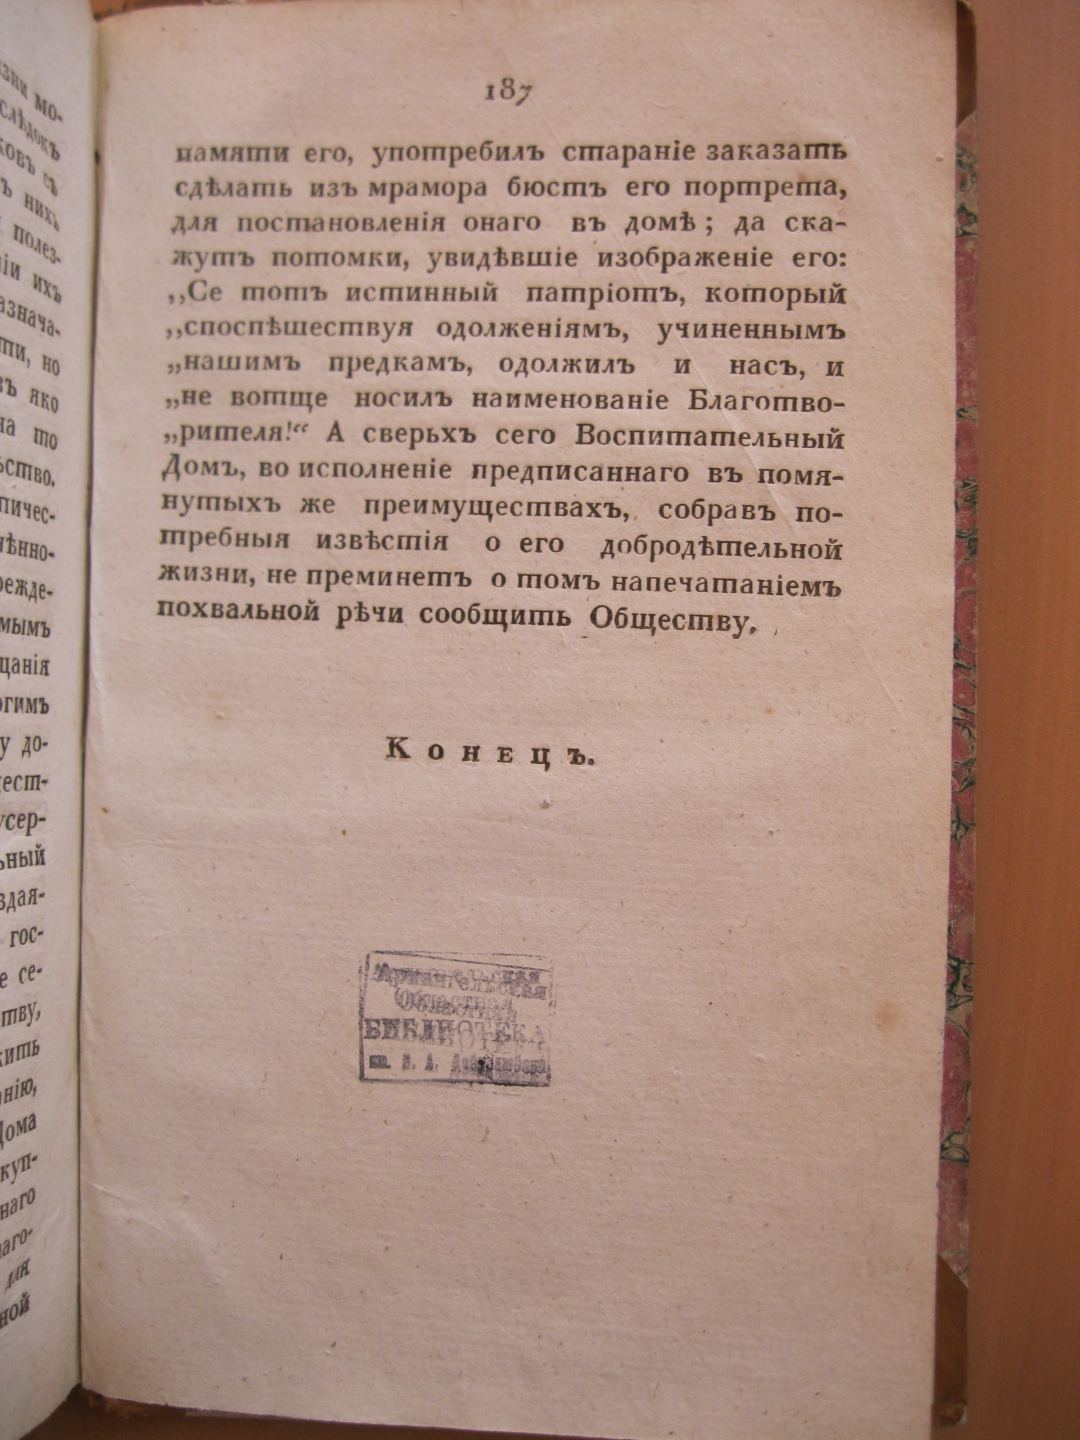 187
памяти его, употребилъ стараніе заказать
сдѣлать изъ мрамора бюстъ его портрета,
для постановленія онаго въ домѣ; да ска-
жутъ потомки, увидѣвшіе изображеніе его:
„Се тотъ истинный патріотъ, который
„споспѣшествуя одолженіямъ, учиненнымъ
„нашимъ предкамъ, одолжилъ и насъ, и
„не вотще носилъ наименованіе Благотво-
„рителя!“ А сверьхъ сего Воспитательный
Домъ, во исполненіе предписаннаго въ помя-
нутыхъ же преимуществахъ, собравъ по-
требныя извѣстія о его добродѣтельной
жизни, не преминетъ о томъ напечатаніемъ
похвальной рѣчи сообщить Обществу.
Конецъ.
Архангельская
Областная
БИБЛИОТЕКА